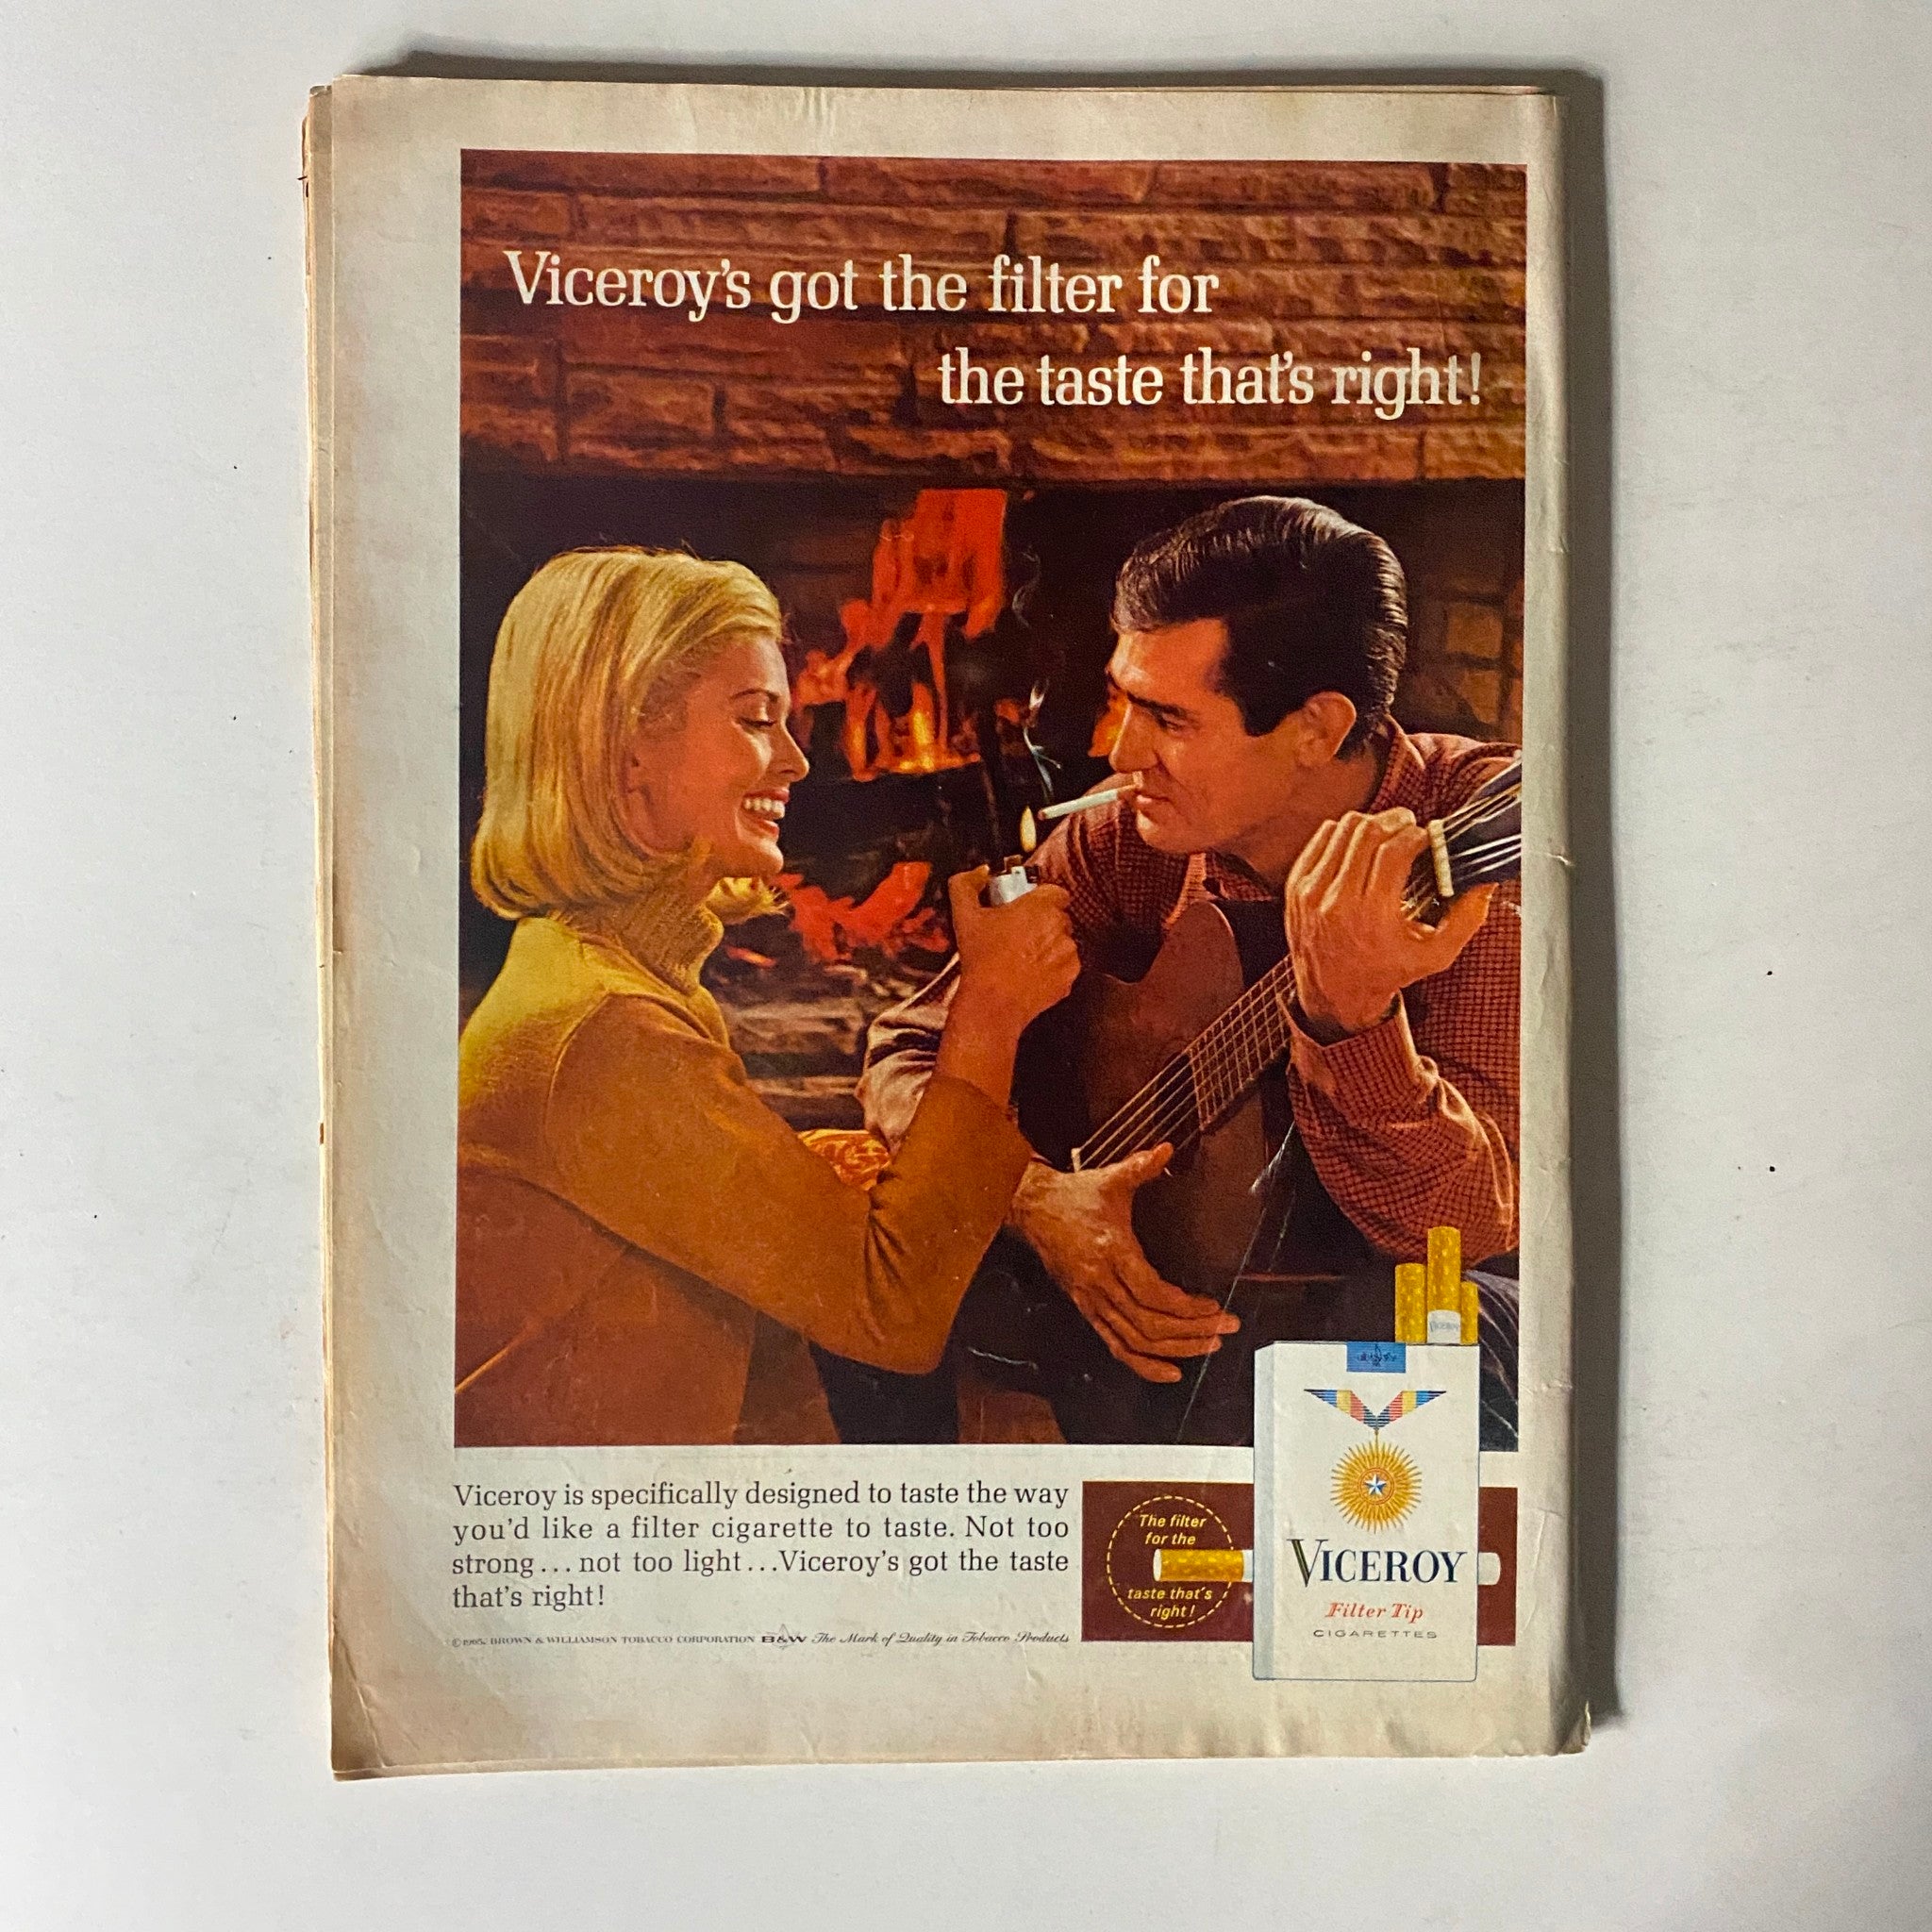 Viceroy's got the filter for
the taste that's right!
Viceroy is specifically designed to taste the way
you'd like a filter cigarette to taste. Not too
strong... not too light...Viceroy's got the taste
that's right!
© 1965, BROWN & WILLIAMSON TOBACCO CORPORATION B&W The Mark of Quality in Tobacco Products
The filter
for the
taste that's
right!
VICEROY
VICEROY
Filter Tip
CIGARETTES